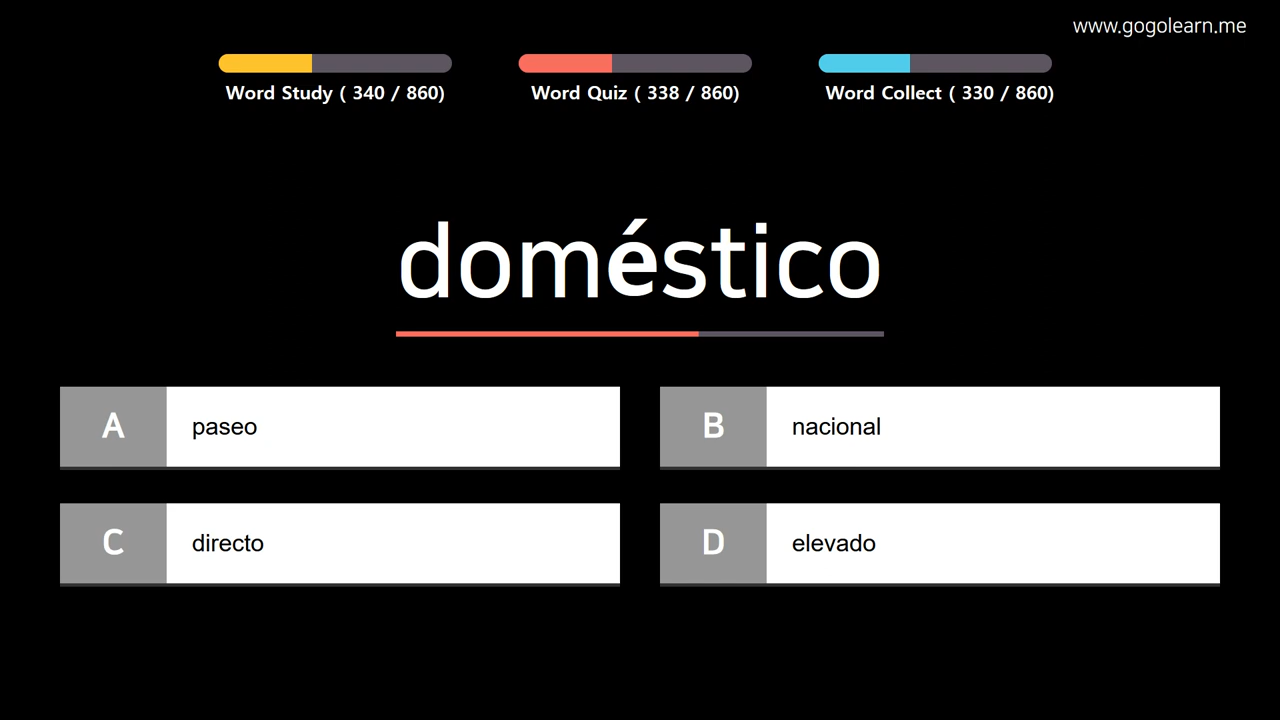 www.gogolearn.me
Word Study ( 340 / 860)
Word Quiz ( 338 / 860)
Word Collect ( 330 / 860)
doméstico
A paseo
B nacional
C directo
D elevado